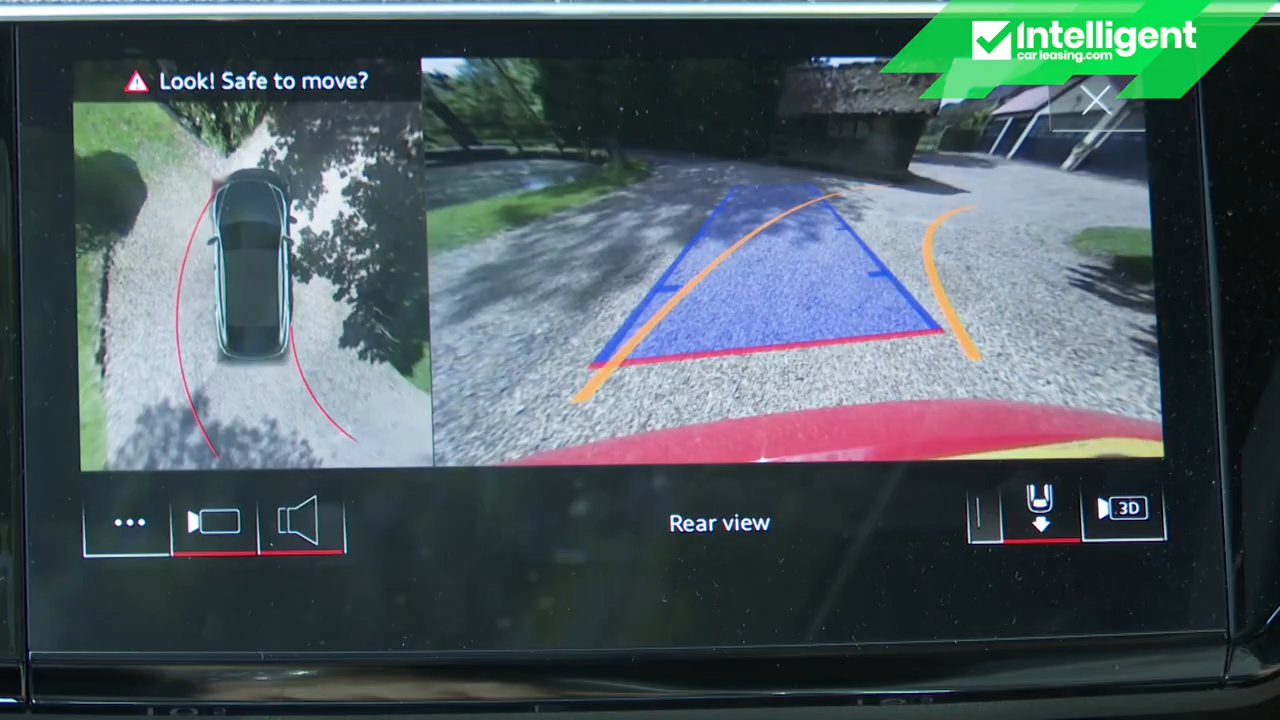 Intelligent
carleasing.com
Look! Safe to move?
Rear view
3D